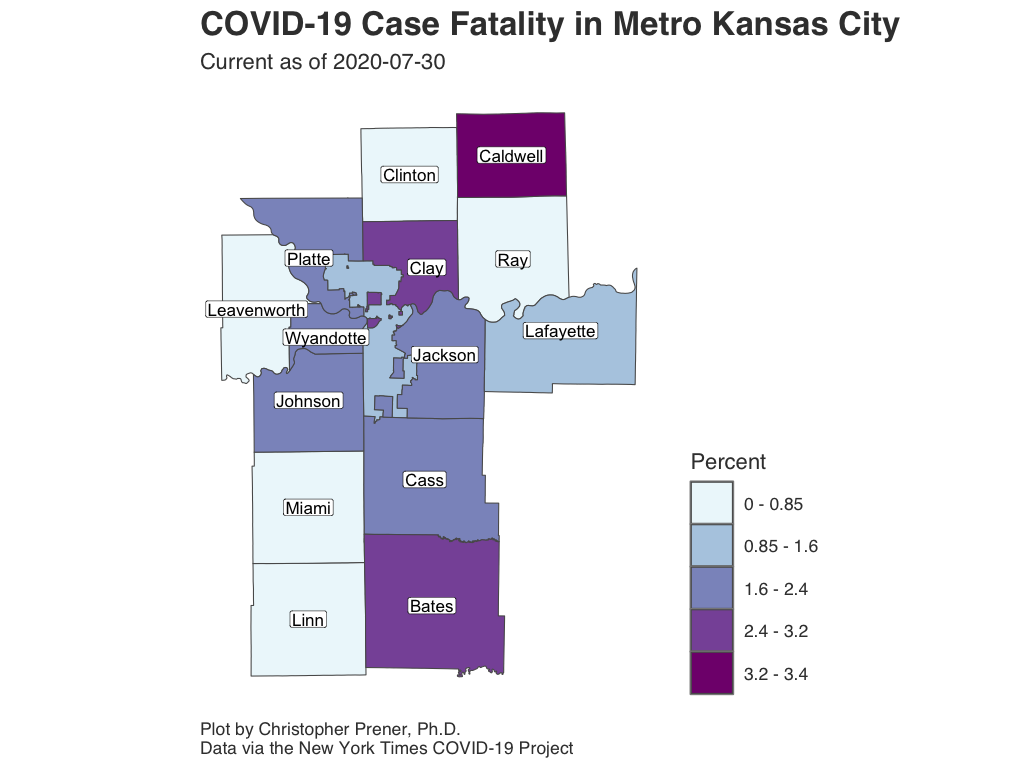 COVID-19 Case Fatality in Metro Kansas City
Current as of 2020-07-30
Caldwell
Clinton
Platte
Clay
Ray
Leavenworth
Wyandotte
Lafayette
Jackson
Johnson
Cass
Miami
Bates
Linn
Percent
0 - 0.85
0.85 - 1.6
1.6 - 2.4
2.4 - 3.2
3.2 - 3.4
Plot by Christopher Prener, Ph.D.
Data via the New York Times COVID-19 Project